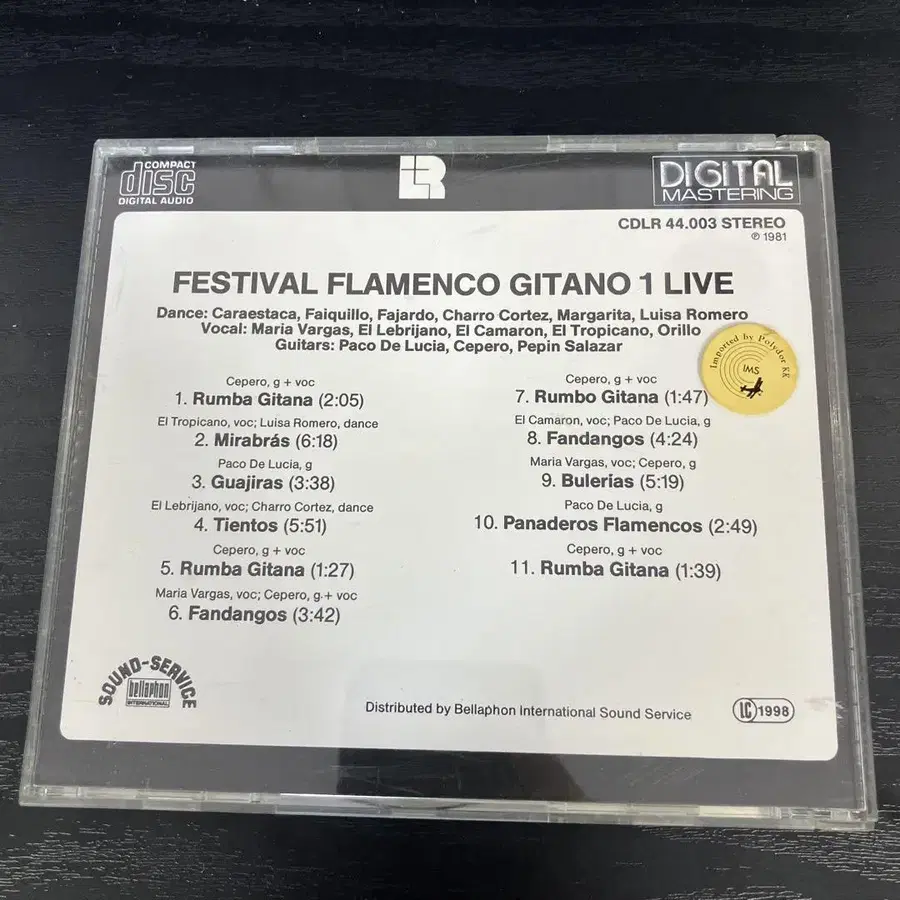 COMPACT
disc
DIGITAL AUDIO
LR
DIGITAL
MASTERING
CDLR 44.003 STEREO
℗ 1981
FESTIVAL FLAMENCO GITANO 1 LIVE
Dance: Caraestaca, Faiquillo, Fajardo, Charro Cortez, Margarita, Luisa Romero
Vocal: Maria Vargas, El Lebrijano, El Camaron, El Tropicano, Orillo
Guitars: Paco De Lucia, Cepero, Pepin Salazar
Imported by Polydor KK
IMS
Cepero, g + voc
1. Rumba Gitana (2:05)
El Tropicano, voc; Luisa Romero, dance
2. Mirabrás (6:18)
Paco De Lucia, g
3. Guajiras (3:38)
El Lebrijano, voc; Charro Cortez, dance
4. Tientos (5:51)
Cepero, g + voc
5. Rumba Gitana (1:27)
Maria Vargas, voc; Cepero, g + voc
6. Fandangos (3:42)
Cepero, g + voc
7. Rumbo Gitana (1:47)
El Camaron, voc; Paco De Lucia, g
8. Fandangos (4:24)
Maria Vargas, voc; Cepero, g
9. Bulerias (5:19)
Paco De Lucia, g
10. Panaderos Flamencos (2:49)
Cepero, g + voc
11. Rumba Gitana (1:39)
SOUND-SERVICE
bellaphon
INTERNATIONAL
Distributed by Bellaphon International Sound Service
LC 1998